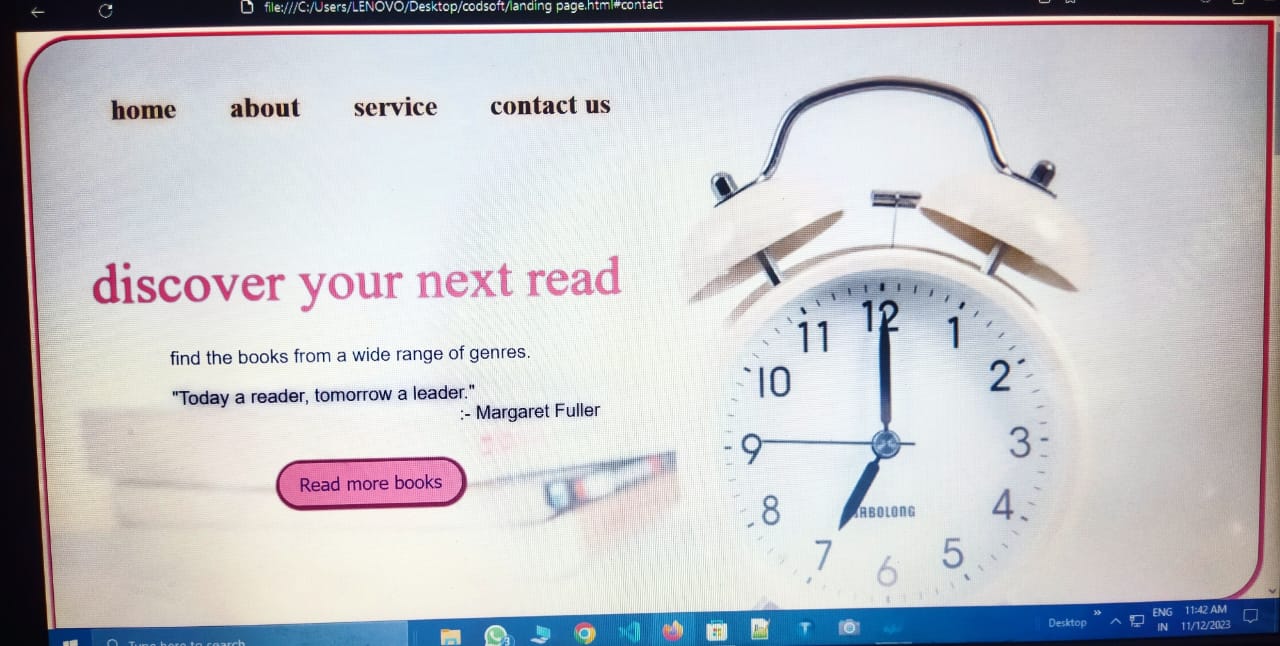 file:///C:/Users/LENOVO/Desktop/codsoft/landing page.html#contact
home about service contact us
discover your next read
find the books from a wide range of genres.
"Today a reader, tomorrow a leader."
:- Margaret Fuller
Read more books
12
11 1
10 2
9 3
8 4
7 5
6
ARBOLONG
Type here to search
3
Desktop
ENG 11:42 AM
IN 11/12/2023